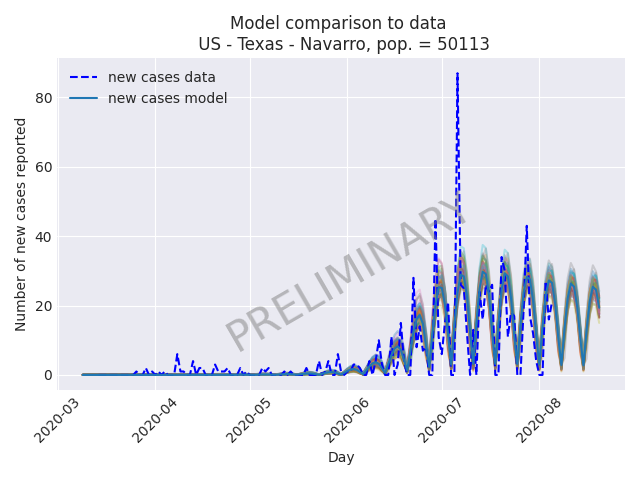 Model comparison to data
US - Texas - Navarro, pop. = 50113
new cases data
new cases model
PRELIMINARY
Number of new cases reported
80
60
40
20
0
2020-03
2020-04
2020-05
2020-06
2020-07
2020-08
Day